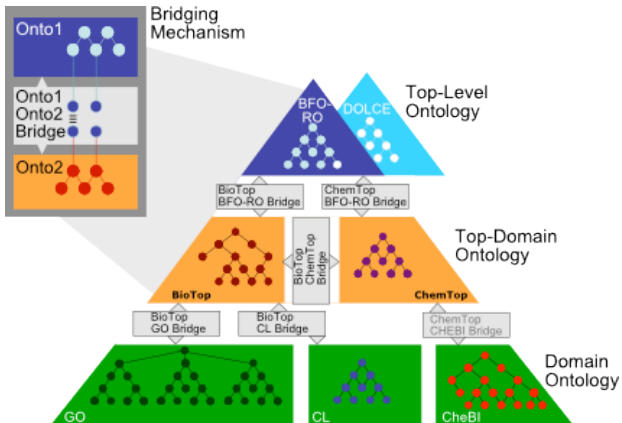 Bridging
Mechanism
Onto1
Onto1
Onto2
≡
Bridge
Onto2
BFO-
RO
DOLCE
Top-Level
Ontology
BioTop
BFO-RO Bridge
ChemTop
BFO-RO Bridge
BioTop
ChemTop
Bridge
Top-Domain
Ontology
BioTop
ChemTop
BioTop
GO Bridge
BioTop
CL Bridge
ChemTop
CHEBI Bridge
Domain
Ontology
GO
CL
CheBI